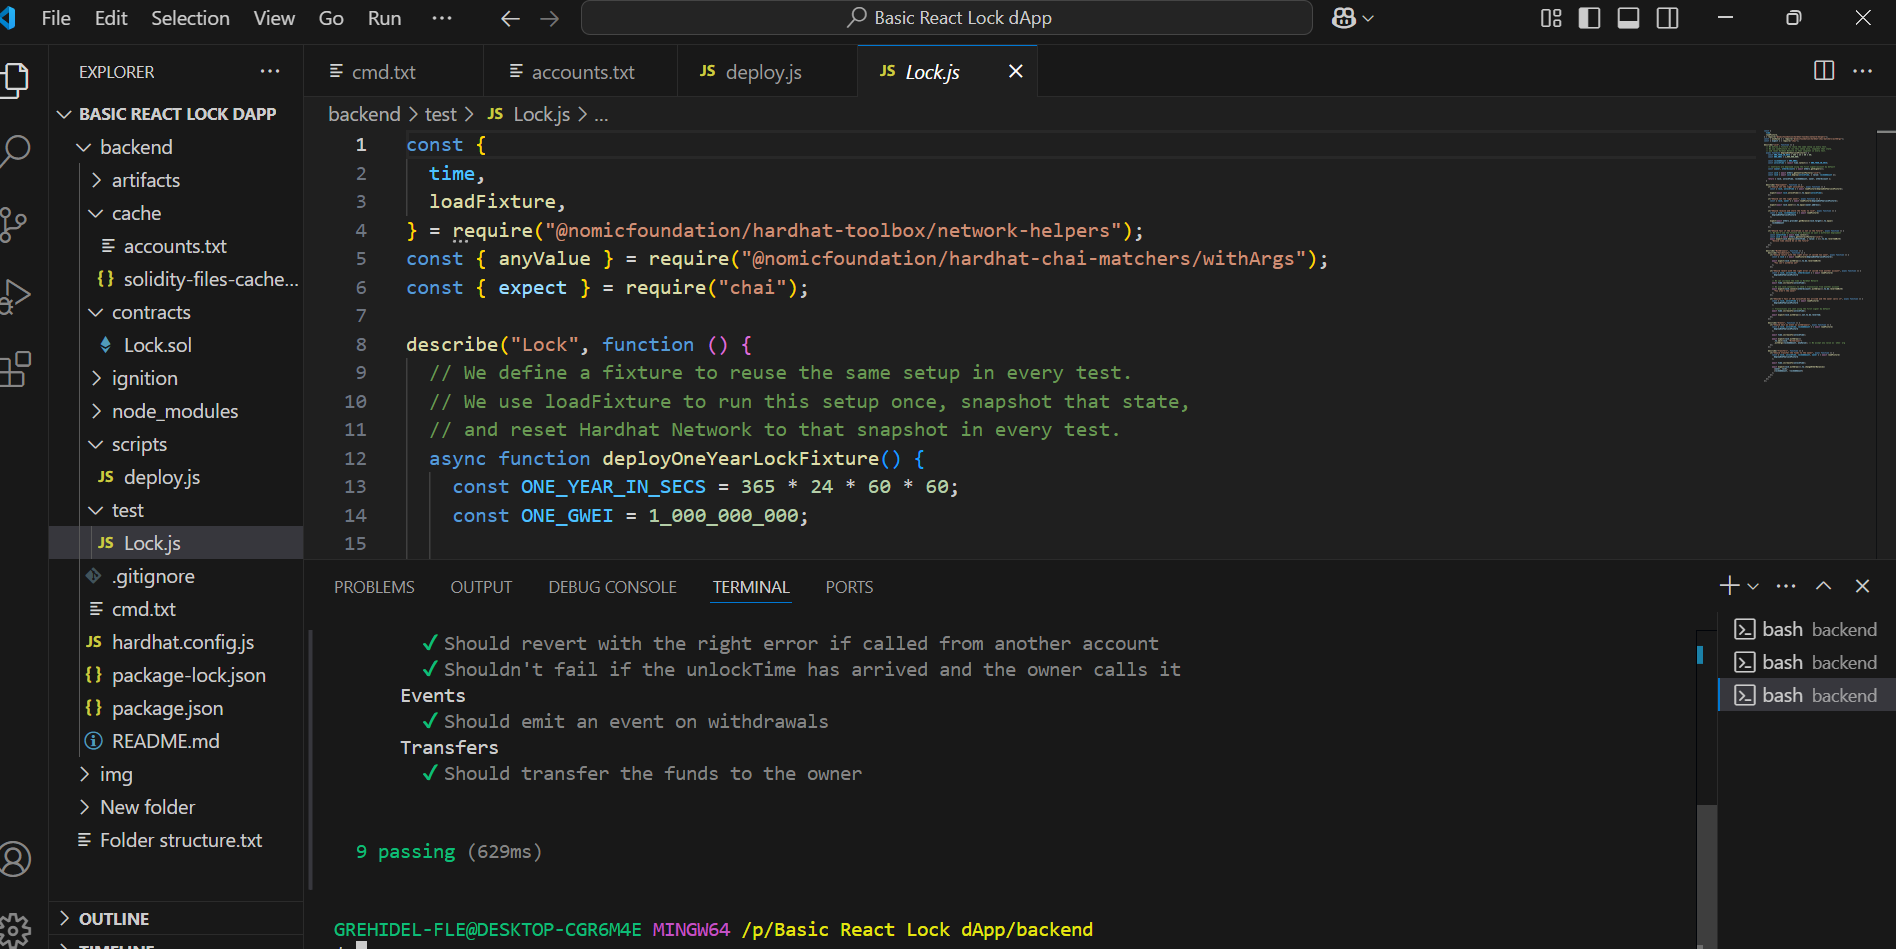 File Edit Selection View Go Run ··· Basic React Lock dApp
EXPLORER ···
BASIC REACT LOCK DAPP
backend
artifacts
cache
accounts.txt
{} solidity-files-cache...
contracts
Lock.sol
ignition
node_modules
scripts
JS deploy.js
test
JS Lock.js
.gitignore
cmd.txt
JS hardhat.config.js
{} package-lock.json
{} package.json
README.md
img
New folder
Folder structure.txt
OUTLINE
TIMELINE
cmd.txt accounts.txt JS deploy.js JS Lock.js
backend > test > JS Lock.js > ...
1 const {
2 time,
3 loadFixture,
4 } = require("@nomicfoundation/hardhat-toolbox/network-helpers");
5 const { anyValue } = require("@nomicfoundation/hardhat-chai-matchers/withArgs");
6 const { expect } = require("chai");
7
8 describe("Lock", function () {
9 // We define a fixture to reuse the same setup in every test.
10 // We use loadFixture to run this setup once, snapshot that state,
11 // and reset Hardhat Network to that snapshot in every test.
12 async function deployOneYearLockFixture() {
13 const ONE_YEAR_IN_SECS = 365 * 24 * 60 * 60;
14 const ONE_GWEI = 1_000_000_000;
15
PROBLEMS OUTPUT DEBUG CONSOLE TERMINAL PORTS
✓ Should revert with the right error if called from another account
✓ Shouldn't fail if the unlockTime has arrived and the owner calls it
Events
✓ Should emit an event on withdrawals
Transfers
✓ Should transfer the funds to the owner
9 passing (629ms)
GREHIDEL-FLE@DESKTOP-CGR6M4E MINGW64 /p/Basic React Lock dApp/backend
bash backend
bash backend
bash backend